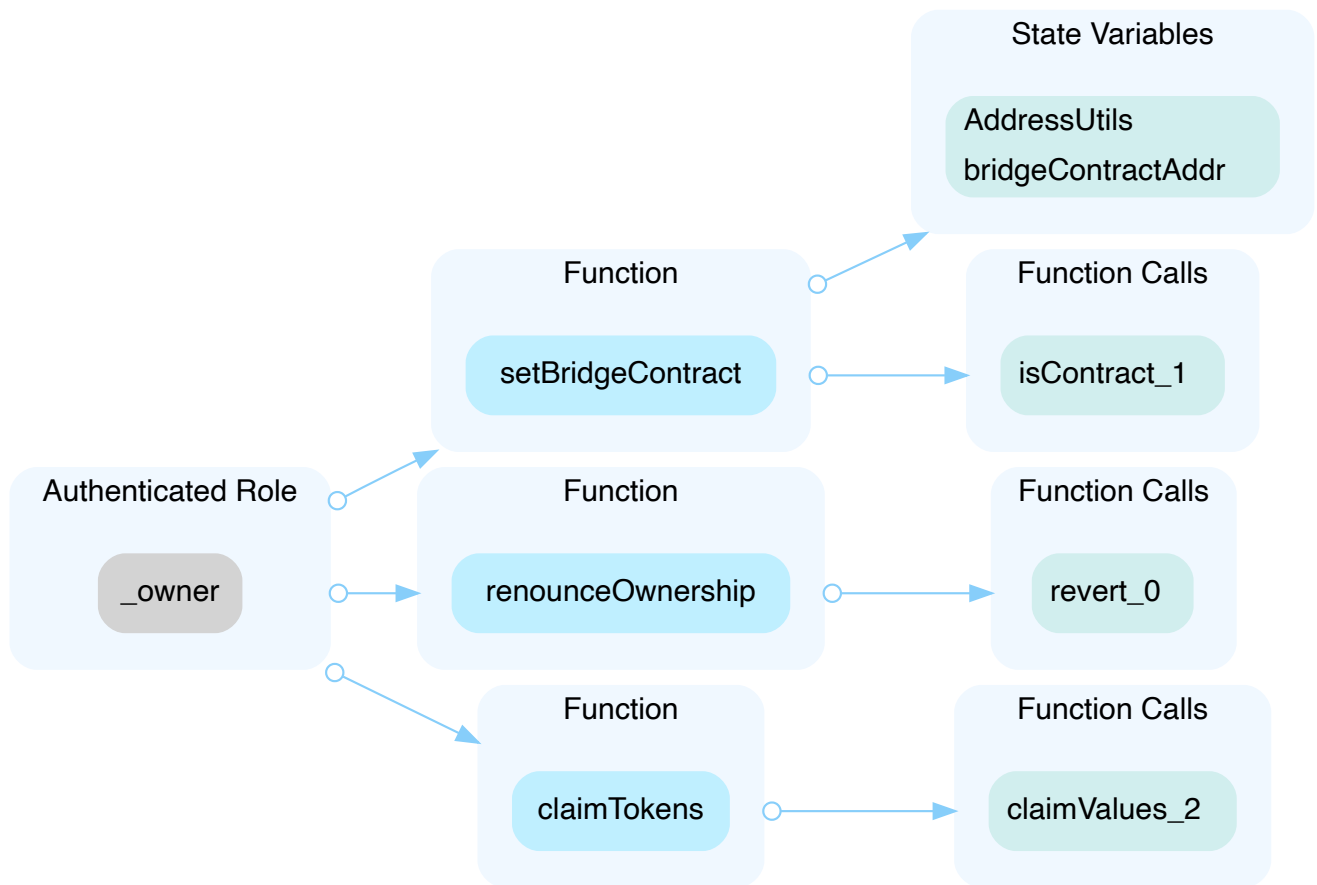 State Variables
AddressUtils
bridgeContractAddr
Function
setBridgeContract
Function Calls
isContract_1
Authenticated Role
_owner
Function
renounceOwnership
Function Calls
revert_0
Function
claimTokens
Function Calls
claimValues_2